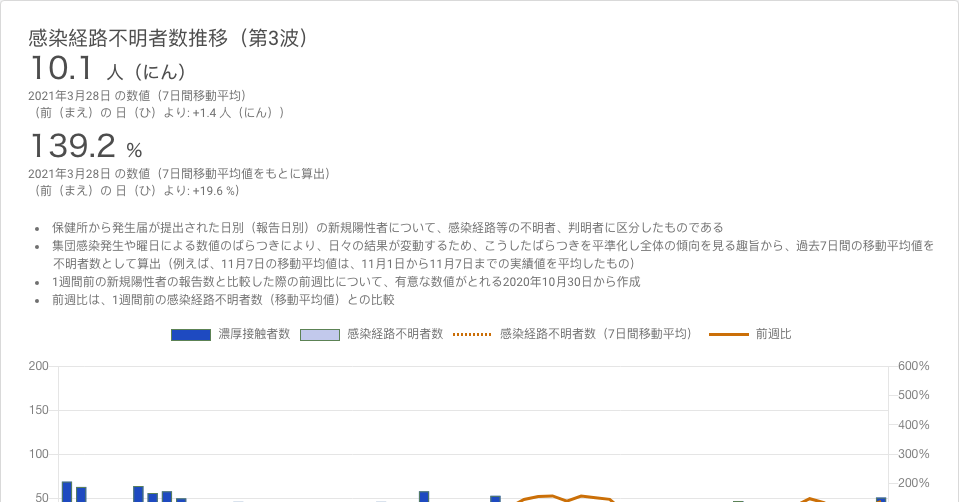 感染経路不明者数推移（第3波）
10.1 人（にん）
2021年3月28日 の数値（7日間移動平均）
（前（まえ）の 日（ひ）より: +1.4 人（にん））
139.2 %
2021年3月28日 の数値（7日間移動平均値をもとに算出）
（前（まえ）の 日（ひ）より: +19.6 %）
• 保健所から発生届が提出された日別（報告日別）の新規陽性者について、感染経路等の不明者、判明者に区分したものである
• 集団感染発生や曜日による数値のばらつきにより、日々の結果が変動するため、こうしたばらつきを平準化し全体の傾向を見る趣旨から、過去7日間の移動平均値を
不明者数として算出（例えば、11月7日の移動平均値は、11月1日から11月7日までの実績値を平均したもの）
• 1週間前の新規陽性者の報告数と比較した際の前週比について、有意な数値がとれる2020年10月30日から作成
• 前週比は、1週間前の感染経路不明者数（移動平均値）との比較
濃厚接触者数 感染経路不明者数 感染経路不明者数（7日間移動平均） 前週比
200 600%
500%
150
400%
100 300%
200%
50